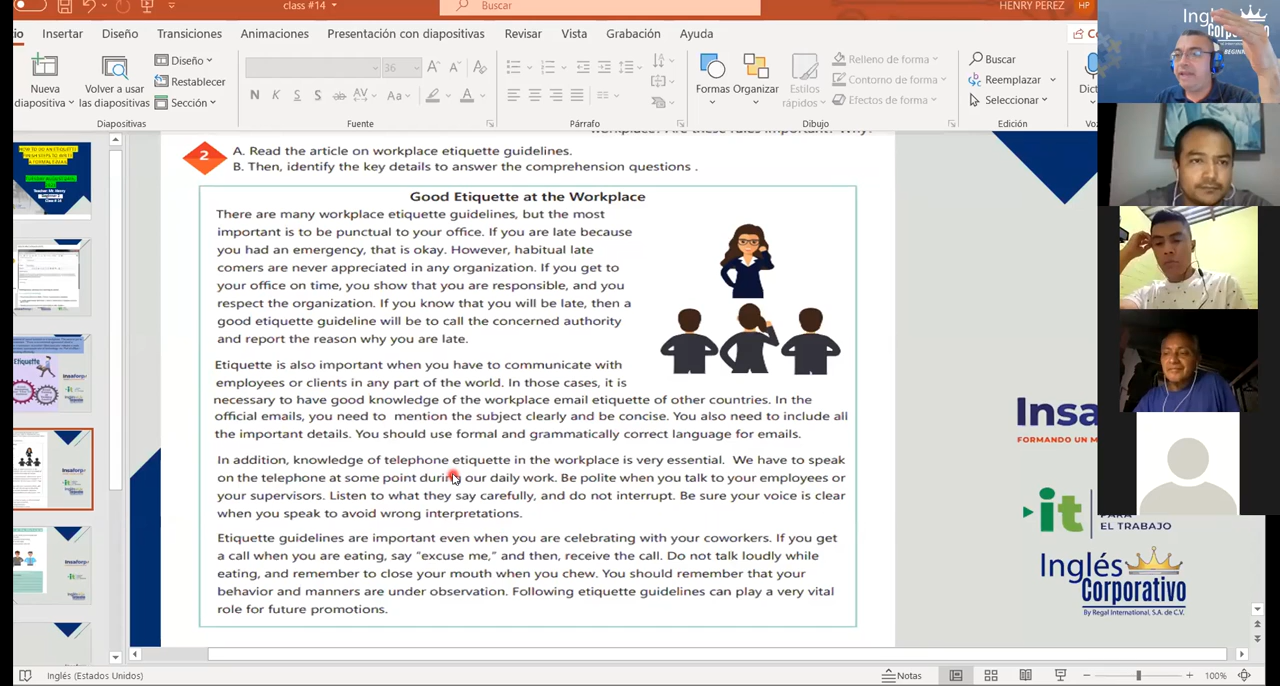 class #14
Buscar
HENRY PEREZ
HP
Insertar
Diseño
Transiciones
Animaciones
Presentación con diapositivas
Revisar
Vista
Grabación
Ayuda
Nueva
diapositiva
Volver a usar
las diapositivas
Diseño
Restablecer
Sección
Diapositivas
36
N K S S ab AV Aa A
Fuente
Párrafo
Formas
Organizar
Estilos
rápidos
Relleno de forma
Contorno de forma
Efectos de forma
Dibujo
Buscar
Reemplazar
Seleccionar
Edición
Inglés
Corporativo
2
A. Read the article on workplace etiquette guidelines.
B. Then, identify the key details to answer the comprehension questions .
Good Etiquette at the Workplace
There are many workplace etiquette guidelines, but the most
important is to be punctual to your office. If you are late because
you had an emergency, that is okay. However, habitual late
comers are never appreciated in any organization. If you get to
your office on time, you show that you are responsible, and you
respect the organization. If you know that you will be late, then a
good etiquette guideline will be to call the concerned authority
and report the reason why you are late.
Etiquette is also important when you have to communicate with
employees or clients in any part of the world. In those cases, it is
necessary to have good knowledge of the workplace email etiquette of other countries. In the
official emails, you need to mention the subject clearly and be concise. You also need to include all
the important details. You should use formal and grammatically correct language for emails.
In addition, knowledge of telephone etiquette in the workplace is very essential. We have to speak
on the telephone at some point during our daily work. Be polite when you talk to your employees or
your supervisors. Listen to what they say carefully, and do not interrupt. Be sure your voice is clear
when you speak to avoid wrong interpretations.
Etiquette guidelines are important even when you are celebrating with your coworkers. If you get
a call when you are eating, say “excuse me,” and then, receive the call. Do not talk loudly while
eating, and remember to close your mouth when you chew. You should remember that your
behavior and manners are under observation. Following etiquette guidelines can play a very vital
role for future promotions.
it
EL TRABAJO
Inglés
Corporativo
By Regal International, S.A. de C.V.
Inglés (Estados Unidos)
Notas
100%